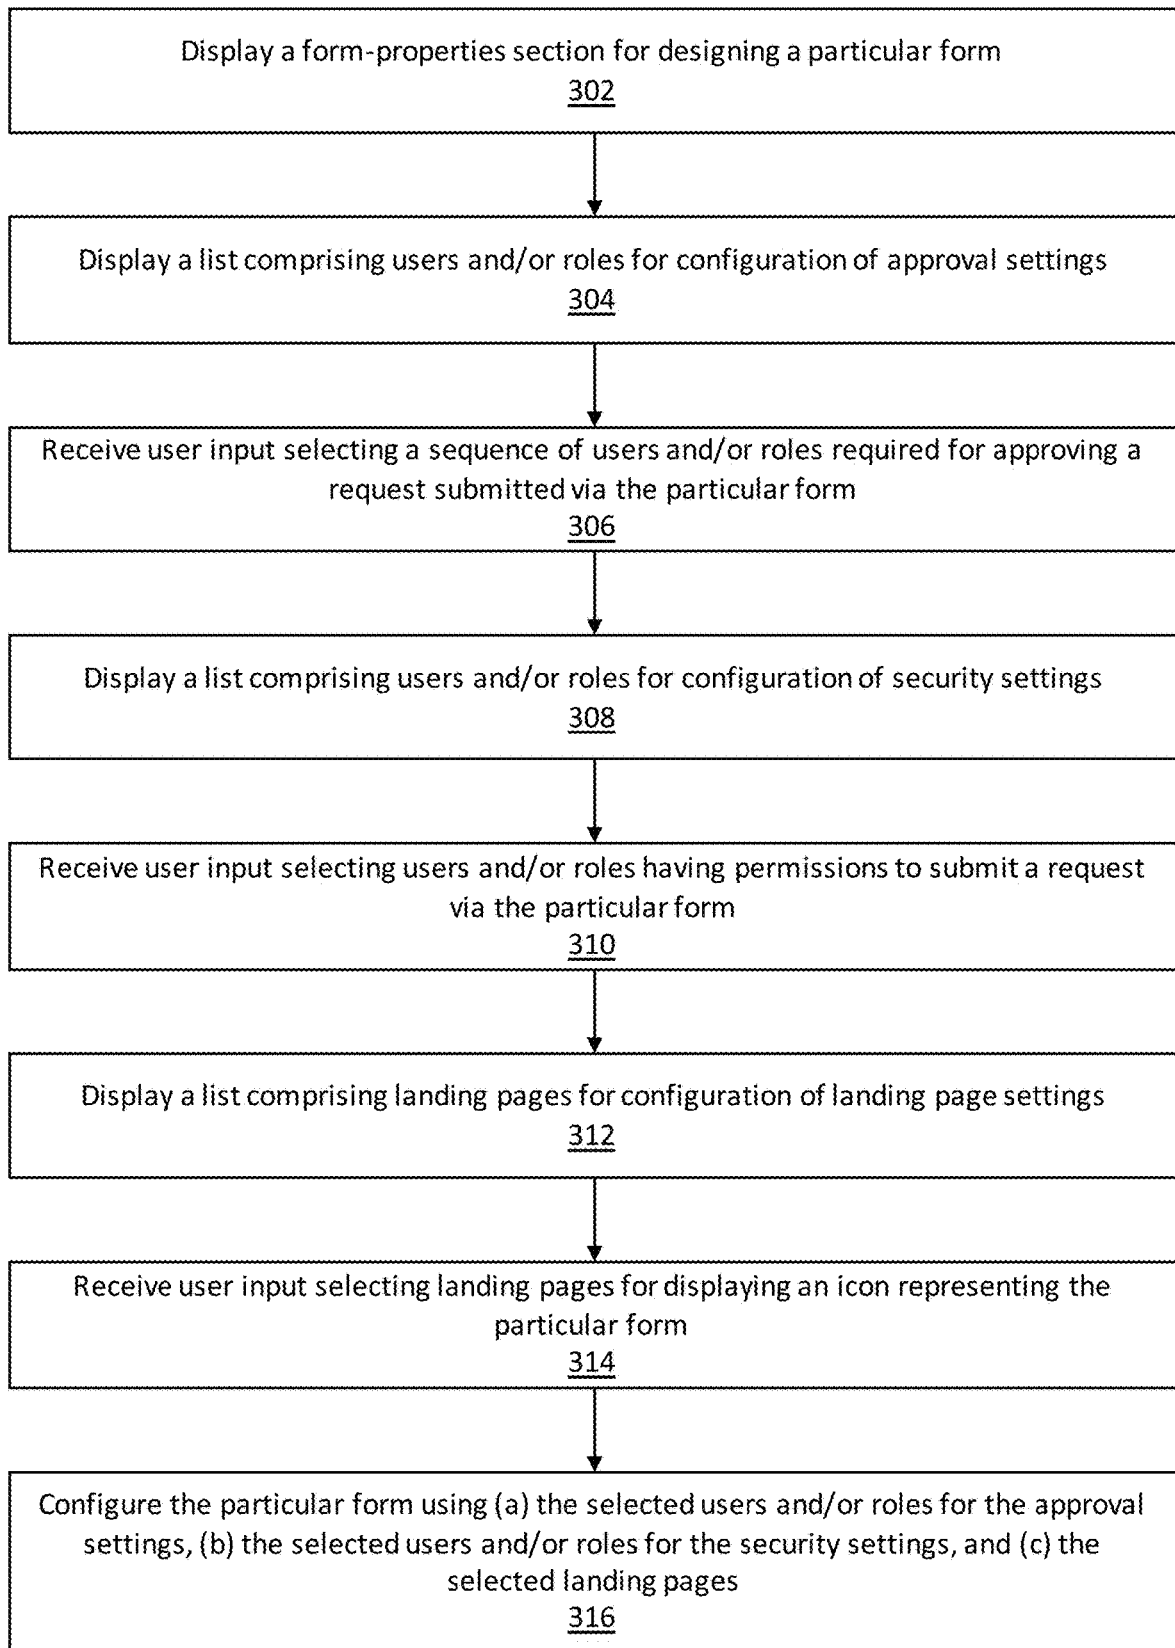 Display a form-properties section for designing a particular form
302
Display a list comprising users and/or roles for configuration of approval settings
304
Receive user input selecting a sequence of users and/or roles required for approving a
request submitted via the particular form
306
Display a list comprising users and/or roles for configuration of security settings
308
Receive user input selecting users and/or roles having permissions to submit a request
via the particular form
310
Display a list comprising landing pages for configuration of landing page settings
312
Receive user input selecting landing pages for displaying an icon representing the
particular form
314
Configure the particular form using (a) the selected users and/or roles for the approval
settings, (b) the selected users and/or roles for the security settings, and (c) the
selected landing pages
316